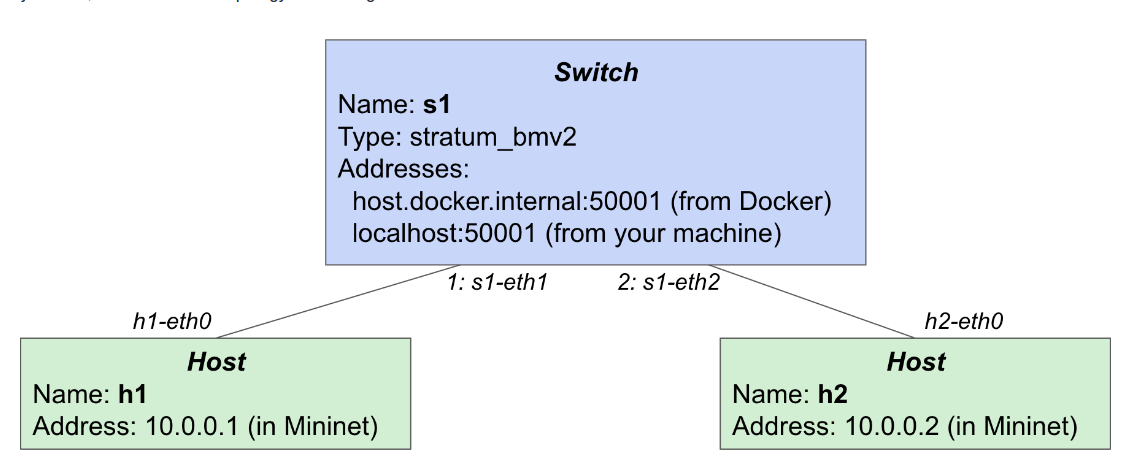 Switch
Name: s1
Type: stratum_bmv2
Addresses:
host.docker.internal:50001 (from Docker)
localhost:50001 (from your machine)
1: s1-eth1
2: s1-eth2
h1-eth0
h2-eth0
Host
Name: h1
Address: 10.0.0.1 (in Mininet)
Host
Name: h2
Address: 10.0.0.2 (in Mininet)